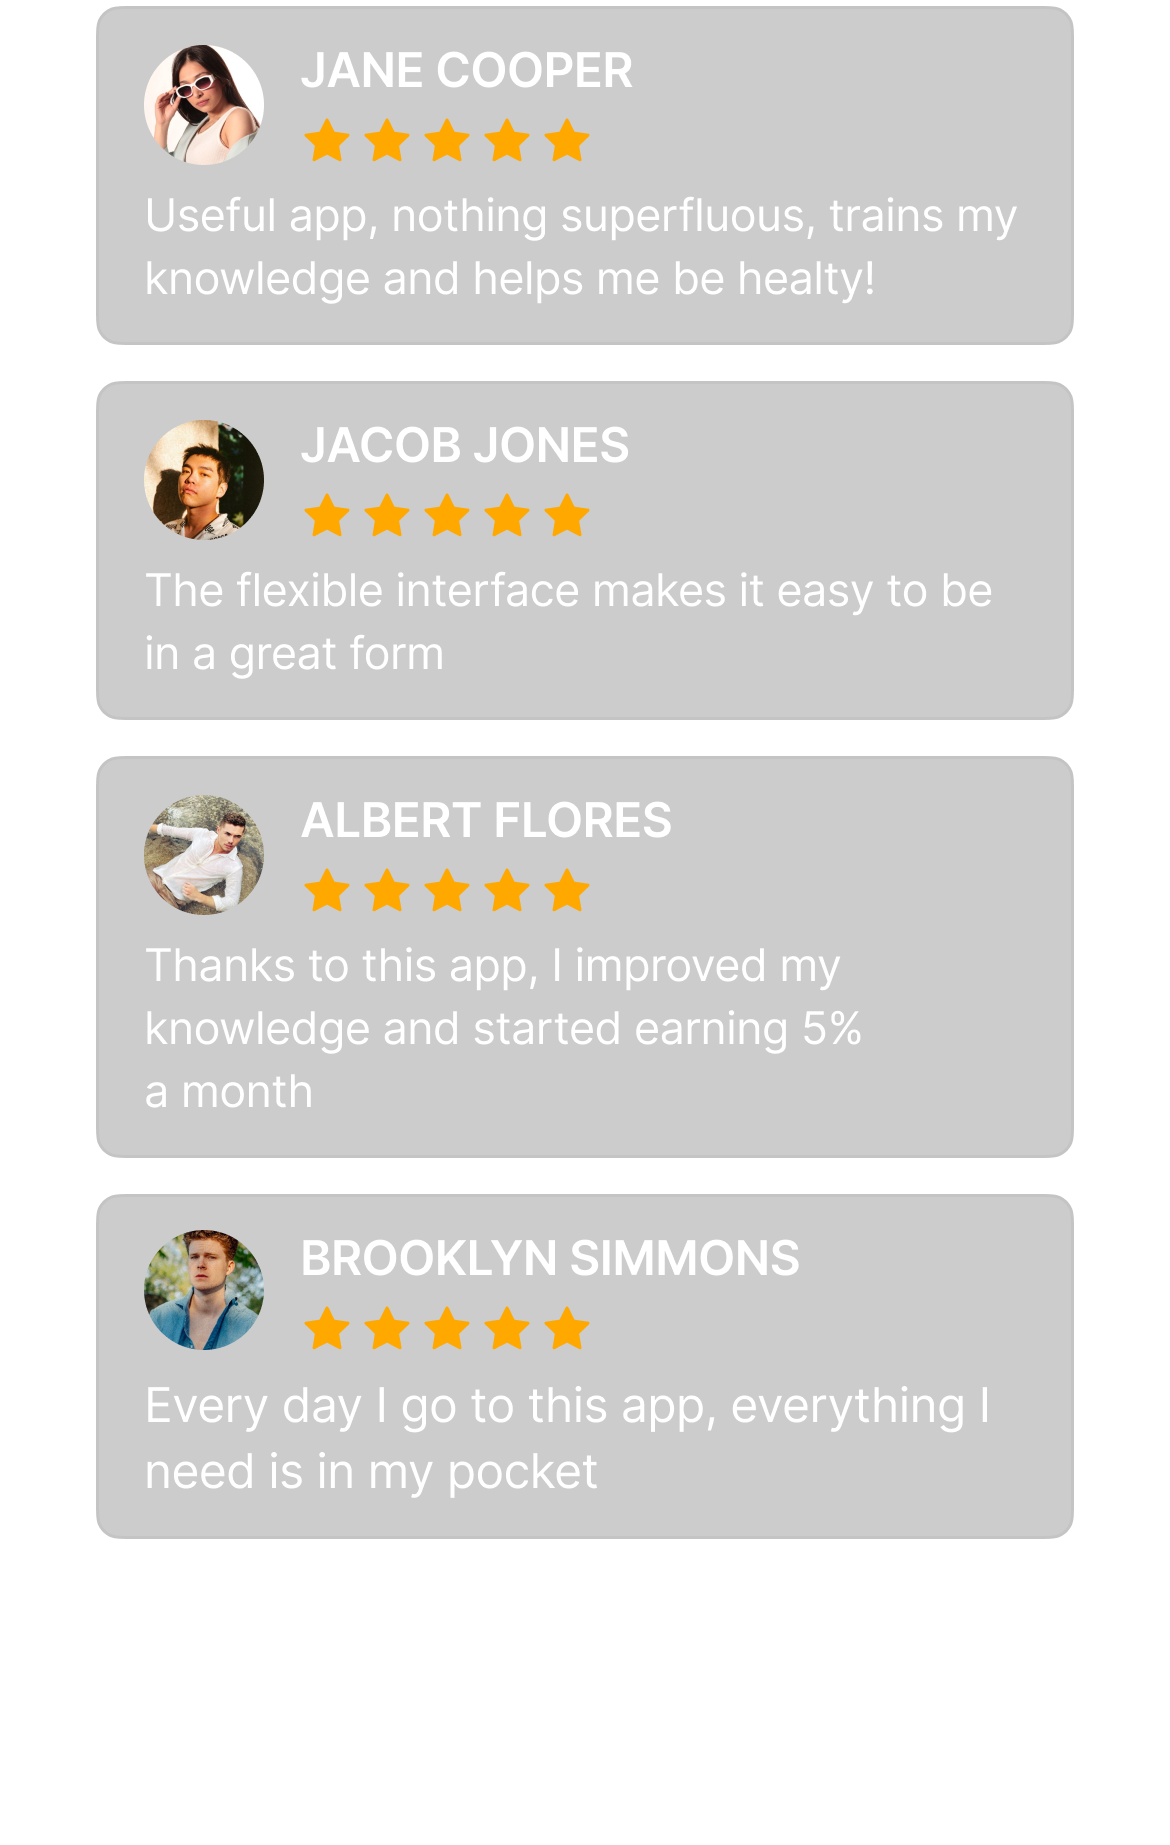 JANE COOPER
Useful app, nothing superfluous, trains my
knowledge and helps me be healty!
JACOB JONES
The flexible interface makes it easy to be
in a great form
ALBERT FLORES
Thanks to this app, I improved my
knowledge and started earning 5%
a month
BROOKLYN SIMMONS
Every day I go to this app, everything I
need is in my pocket